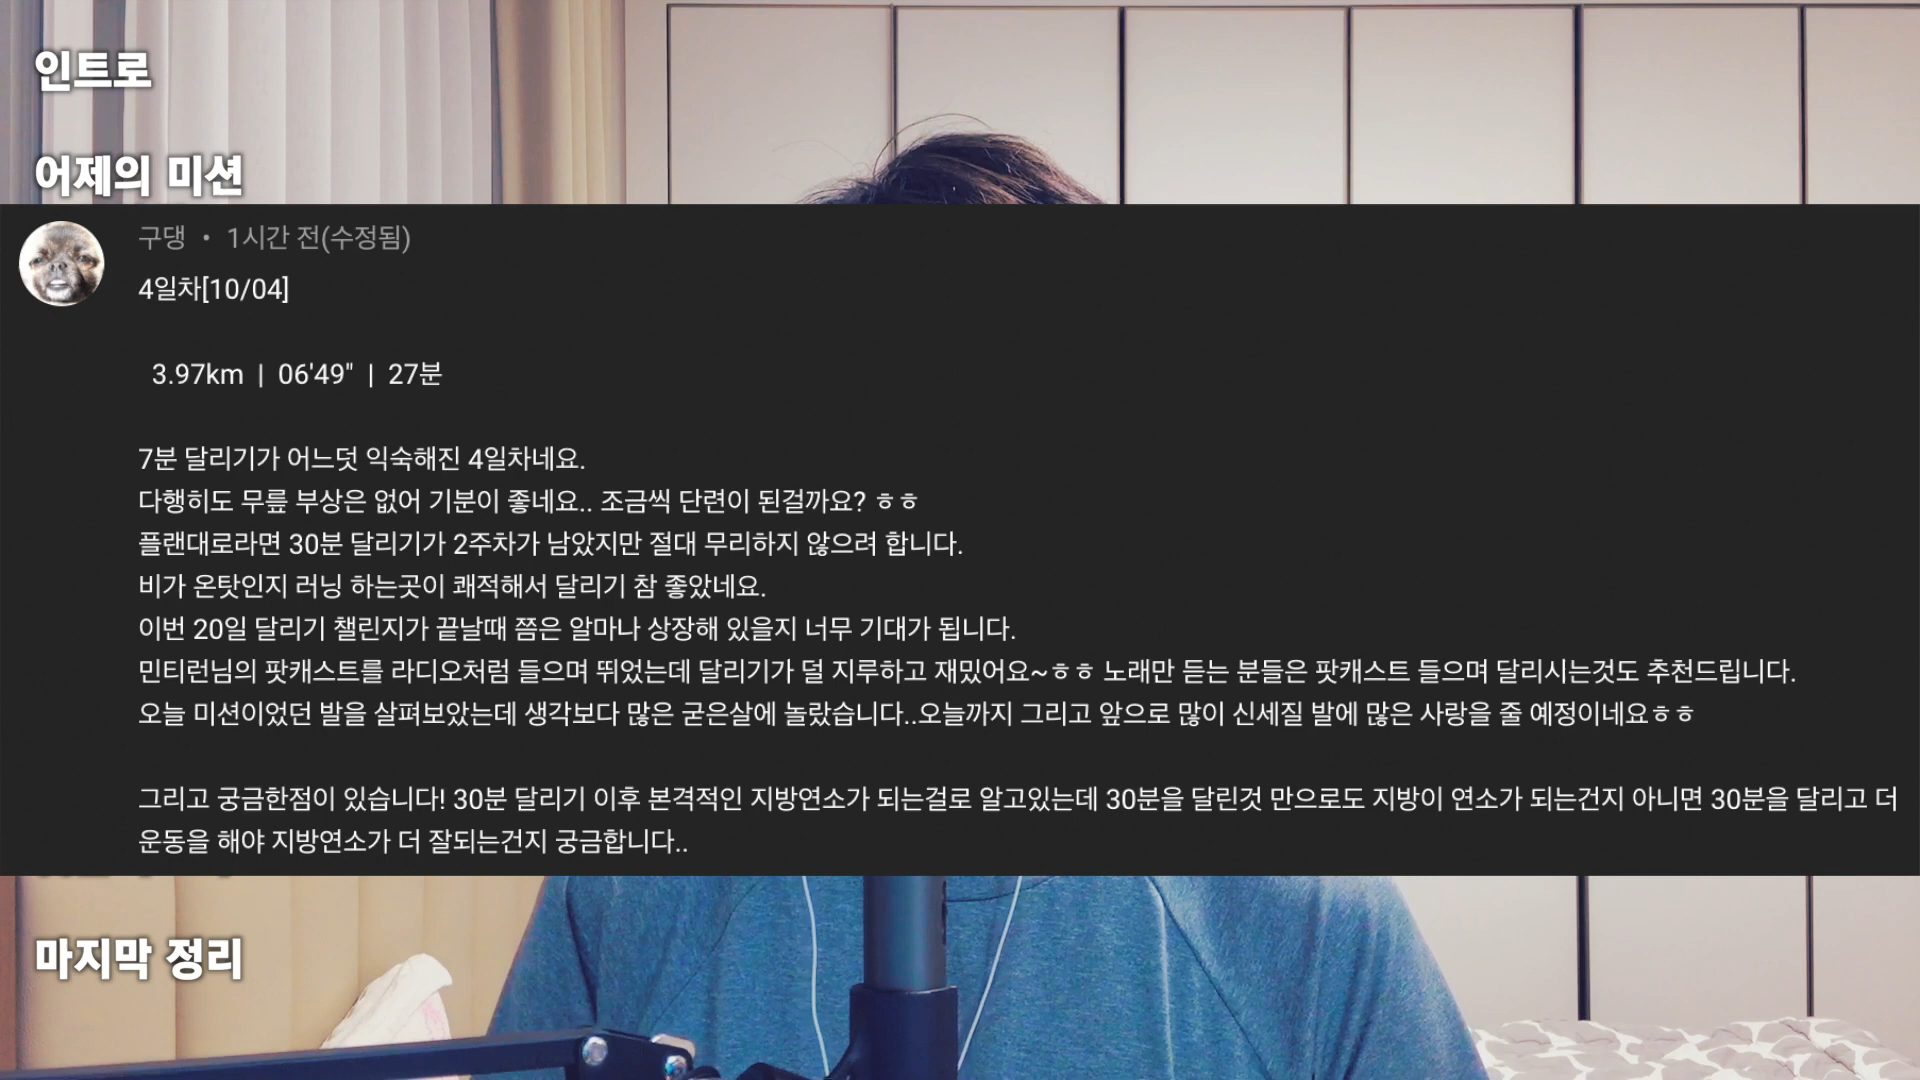 인트로
어제의 미션
구댕 • 1시간 전(수정됨)
4일차[10/04]
3.97km | 06'49" | 27분
7분 달리기가 어느덧 익숙해진 4일차네요.
다행히도 무릎 부상은 없어 기분이 좋네요.. 조금씩 단련이 된걸까요? ㅎㅎ
플랜대로라면 30분 달리기가 2주차가 남았지만 절대 무리하지 않으려 합니다.
비가 온탓인지 러닝 하는곳이 쾌적해서 달리기 참 좋았네요.
이번 20일 달리기 챌린지가 끝날때 쯤은 알마나 상장해 있을지 너무 기대가 됩니다.
민티런님의 팟캐스트를 라디오처럼 들으며 뛰었는데 달리기가 덜 지루하고 재밌어요~ㅎㅎ 노래만 듣는 분들은 팟캐스트 들으며 달리시는것도 추천드립니다.
오늘 미션이었던 발을 살펴보았는데 생각보다 많은 굳은살에 놀랐습니다..오늘까지 그리고 앞으로 많이 신세질 발에 많은 사랑을 줄 예정이네요ㅎㅎ
그리고 궁금한점이 있습니다! 30분 달리기 이후 본격적인 지방연소가 되는걸로 알고있는데 30분을 달린것 만으로도 지방이 연소가 되는건지 아니면 30분을 달리고 더
운동을 해야 지방연소가 더 잘되는건지 궁금합니다..
마지막 정리